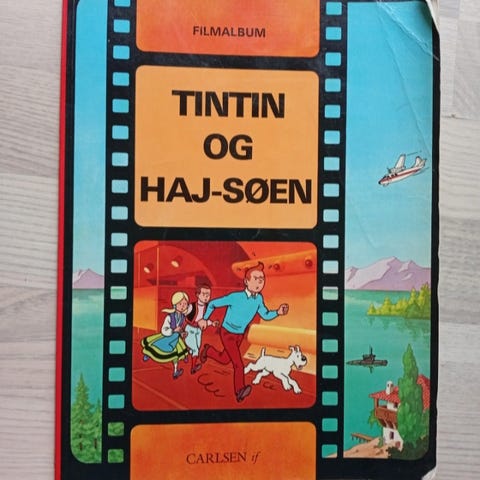 FILMALBUM
TINTIN
OG
HAJ-SØEN
CARLSEN if